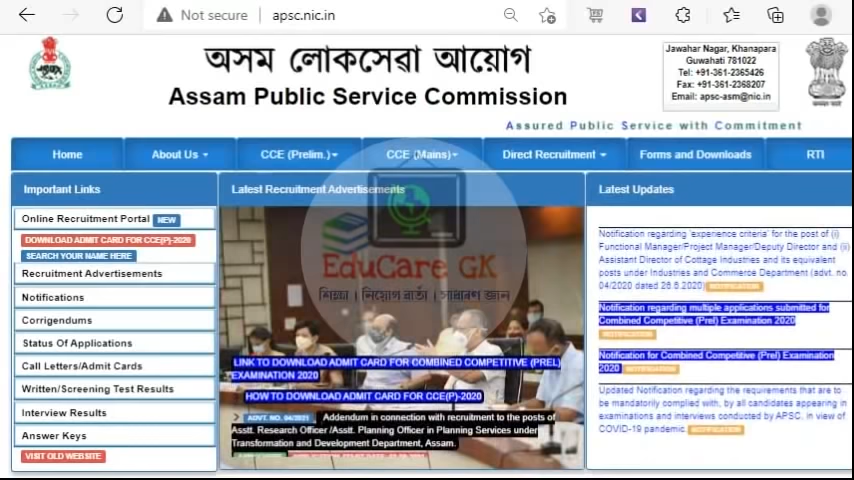 Not secure | apsc.nic.in
অসম লোকসেৱা আয়োগ
Assam Public Service Commission
Jawahar Nagar, Khanapara
Guwahati 781022
Tel: +91-361-2365426
Fax: +91-361-2368207
Email: apsc-asm@nic.in
Assured Public Service with Commitment
Home
About Us
CCE (Prelim.)
CCE (Mains)
Direct Recruitment
Forms and Downloads
RTI
Important Links
Online Recruitment Portal NEW
DOWNLOAD ADMIT CARD FOR CCE(P)-2020
SEARCH YOUR NAME HERE
Recruitment Advertisements
Notifications
Corrigendums
Status Of Applications
Call Letters/Admit Cards
Written/Screening Test Results
Interview Results
Answer Keys
VISIT OLD WEBSITE
Latest Recruitment Advertisements
EduCare GK
শিক্ষা | নিয়োগ বার্তা | সাধাৰণ জ্ঞান
LINK TO DOWNLOAD ADMIT CARD FOR COMBINED COMPETITIVE (PREL)
EXAMINATION 2020
HOW TO DOWNLOAD ADMIT CARD FOR CCE(P)-2020
ADVT. NO. 04/2021 Addendum in connection with recruitment to the posts of
Asstt. Research Officer /Asstt. Planning Officer in Planning Services under
Transformation and Development Department, Assam.
Latest Updates
Notification regarding 'experience criteria' for the post of (i)
Functional Manager/Project Manager/Deputy Director and (ii)
Assistant Director of Cottage Industries and its equivalent
posts under Industries and Commerce Department (advt. no.
04/2020 dated 26.6.2020) NOTIFICATION
Notification regarding multiple applications submitted for
Combined Competitive (Prel) Examination 2020
NOTIFICATION
Notification for Combined Competitive (Prel) Examination
2020 NOTIFICATION
Updated Notification regarding the requirements that are to
be mandatorily complied with, by all candidates appearing in
examinations and interviews conducted by APSC, in view of
COVID-19 pandemic. NOTIFICATION